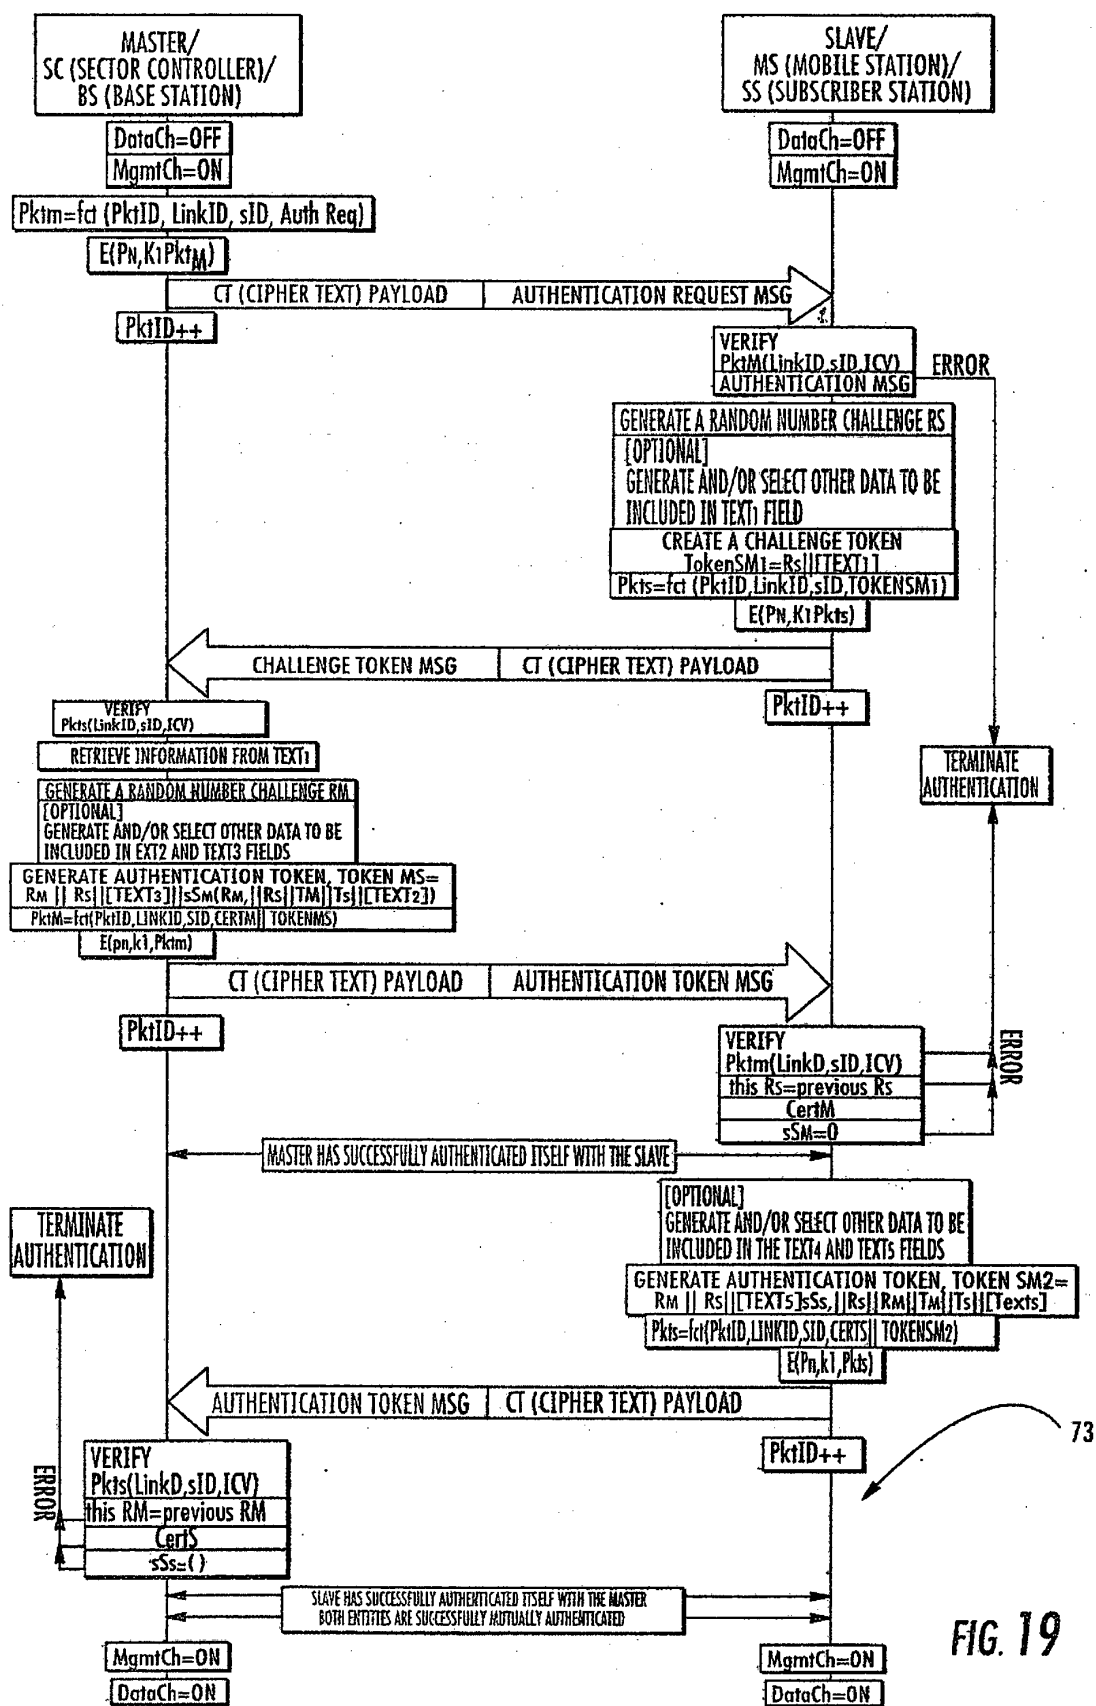 MASTER/
SC (SECTOR CONTROLLER)/
BS (BASE STATION)
SLAVE/
MS (MOBILE STATION)/
SS (SUBSCRIBER STATION)
DataCh=OFF
MgmtCh=ON
DataCh=OFF
MgmtCh=ON
Pktm=fct (PktID, LinkID, sID, Auth Req)
E(PN,K1PktM)
CT (CIPHER TEXT) PAYLOAD
AUTHENTICATION REQUEST MSG
PktID++
VERIFY
PktM(LinkID,sID,ICV)
AUTHENTICATION MSG
ERROR
GENERATE A RANDOM NUMBER CHALLENGE RS
[OPTIONAL]
GENERATE AND/OR SELECT OTHER DATA TO BE
INCLUDED IN TEXT1 FIELD
CREATE A CHALLENGE TOKEN
TokenSM1=Rs||[TEXT1]
Pkts=fct (PktID,LinkID,sID,TOKENSM1)
E(PN,K1Pkts)
CHALLENGE TOKEN MSG
CT (CIPHER TEXT) PAYLOAD
PktID++
VERIFY
Pkts(LinkID,sID,ICV)
RETRIEVE INFORMATION FROM TEXT1
TERMINATE
AUTHENTICATION
GENERATE A RANDOM NUMBER CHALLENGE RM
[OPTIONAL]
GENERATE AND/OR SELECT OTHER DATA TO BE
INCLUDED IN EXT2 AND TEXT3 FIELDS
GENERATE AUTHENTICATION TOKEN, TOKEN MS=
RM || Rs||[TEXT3]||sSM(RM,||Rs||TM||Ts||[TEXT2])
PktM=fct(PktID,LINKID,SID,CERTM|| TOKENMS)
E(pn,k1,Pktm)
CT (CIPHER TEXT) PAYLOAD
AUTHENTICATION TOKEN MSG
PktID++
VERIFY
Pktm(LinkD,sID,ICV)
this Rs=previous Rs
CertM
sSM=()
ERROR
MASTER HAS SUCCESSFULLY AUTHENTICATED ITSELF WITH THE SLAVE
[OPTIONAL]
GENERATE AND/OR SELECT OTHER DATA TO BE
INCLUDED IN THE TEXT4 AND TEXT5 FIELDS
TERMINATE
AUTHENTICATION
GENERATE AUTHENTICATION TOKEN, TOKEN SM2=
RM || Rs||[TEXT5]sSs,||Rs||RM||TM||Ts||[Texts]
Pkts=fct(PktID,LINKID,SID,CERTS|| TOKENSM2)
E(Pn,k1,Pkts)
AUTHENTICATION TOKEN MSG
CT (CIPHER TEXT) PAYLOAD
73
PktID++
ERROR
VERIFY
Pkts(LinkD,sID,ICV)
this RM=previous RM
CertS
sSs=()
SLAVE HAS SUCCESSFULLY AUTHENTICATED ITSELF WITH THE MASTER
BOTH ENTITIES ARE SUCCESSFULLY MUTUALLY AUTHENTICATED
MgmtCh=ON
DataCh=ON
MgmtCh=ON
DataCh=ON
FIG. 19